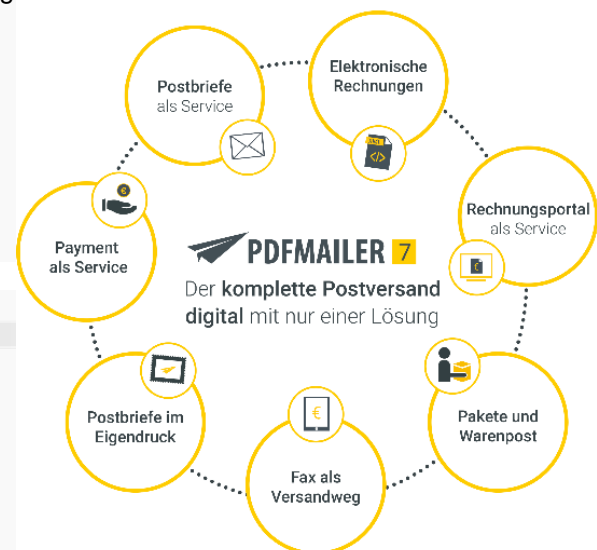 Elektronische
Rechnungen
Postbriefe
als Service
Rechnungsportal
als Service
Payment
als Service
PDFMAILER 7
Der komplette Postversand
digital mit nur einer Lösung
Postbriefe im
Eigendruck
Pakete und
Warenpost
Fax als
Versandweg